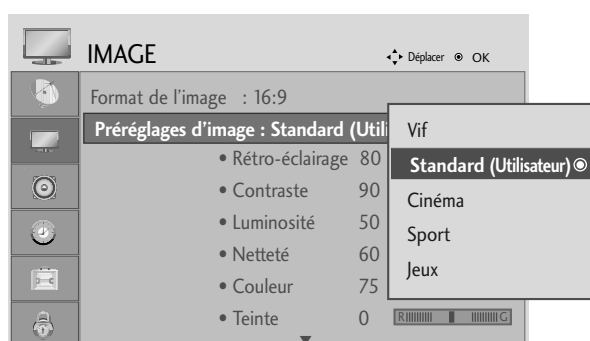 IMAGE
Déplacer OK
Format de l'image : 16:9
Préréglages d'image : Standard (Utili
• Rétro-éclairage 80
• Contraste 90
• Luminosité 50
• Netteté 60
• Couleur 75
• Teinte 0 R G
Vif
Standard (Utilisateur)
Cinéma
Sport
Jeux